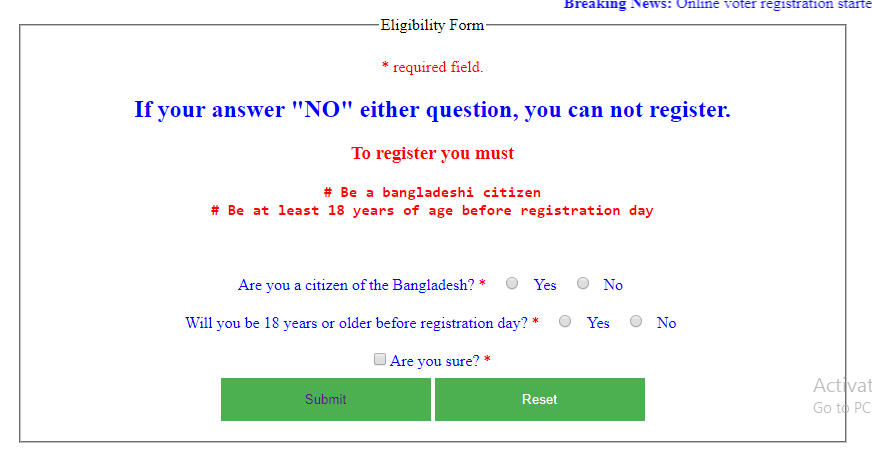 Breaking News: Online voter registration starte
Eligibility Form
* required field.
If your answer "NO" either question, you can not register.
To register you must
# Be a bangladeshi citizen
# Be at least 18 years of age before registration day
Are you a citizen of the Bangladesh? * Yes No
Will you be 18 years or older before registration day? * Yes No
Are you sure? *
Submit Reset
Activat
Go to PC